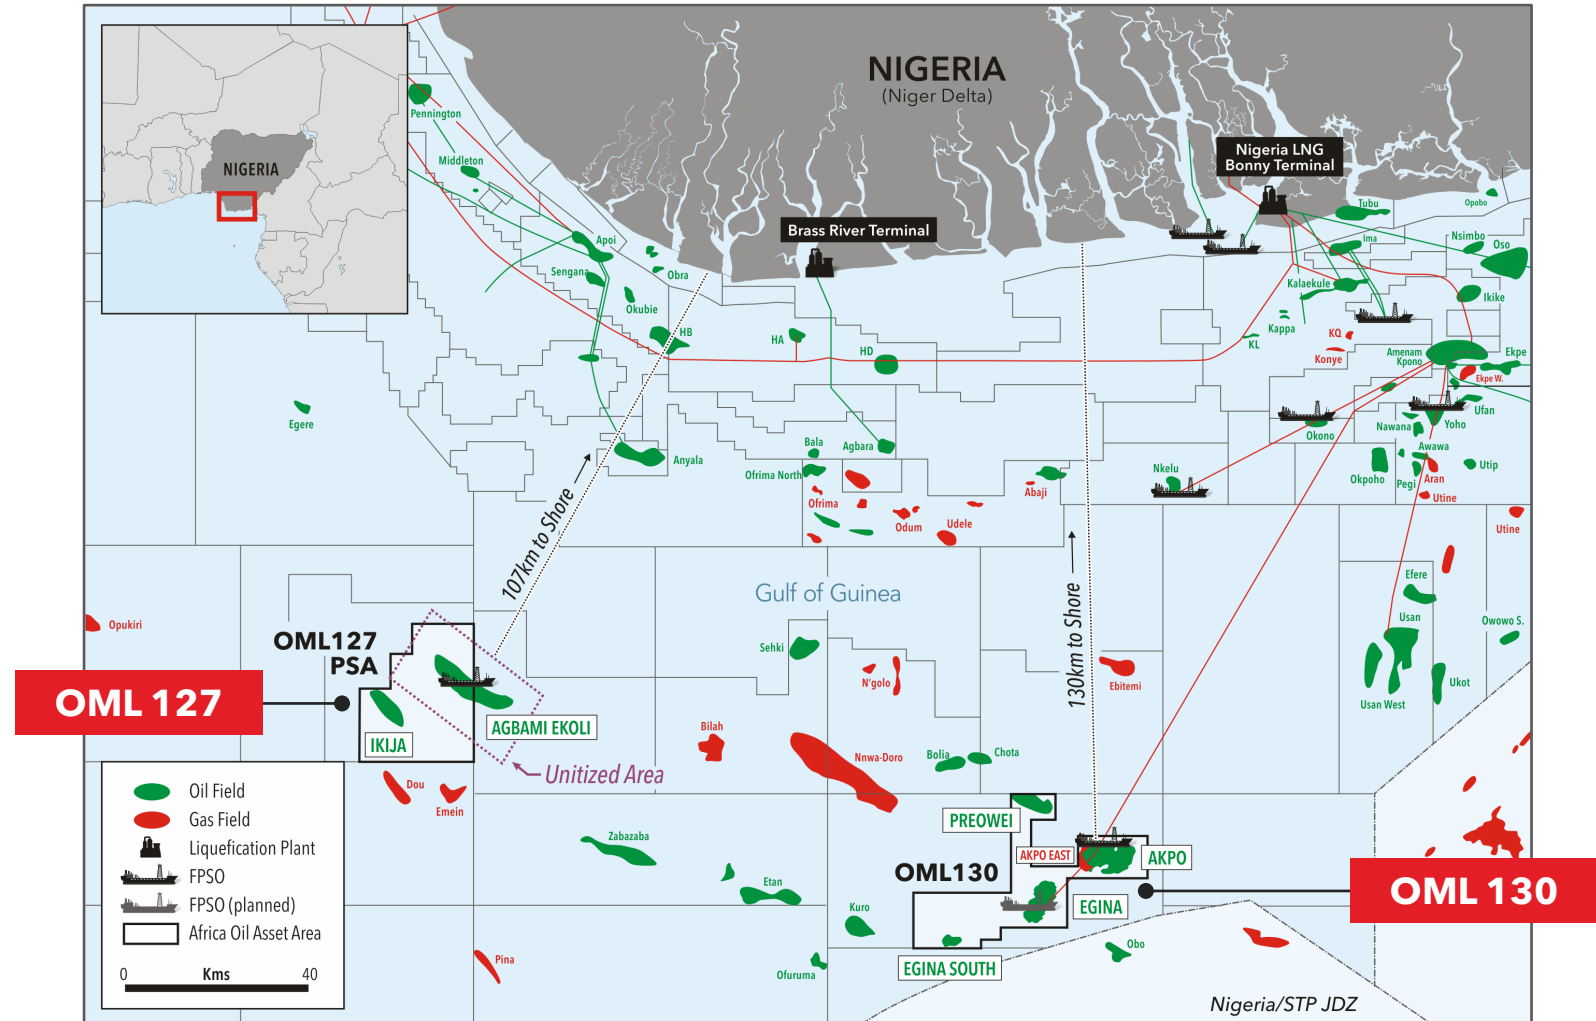 NIGERIA
(Niger Delta)
NIGERIA
Pennington
Middleton
Nigeria LNG
Bonny Terminal
Brass River Terminal
Tubu
Opobo
Nsimbo
Oso
Ima
Apoi
Sengana
Obra
Okubie
Kalaekule
Ikike
HB
HA
HD
Kappa
KL
KQ
Konye
Amenam
Kpono
Ekpe
Ekpe W.
Egere
Ufan
Yoho
Nawana
Okono
Anyala
Bala
Agbara
Ofrima North
Awawa
Nkelu
Okpoho
Pegi
Aran
Utip
Utine
Utine
Abaji
Ofrima
Odum
Udele
107km to Shore
130km to Shore
Gulf of Guinea
Efere
Usan
Owowo S.
Usan West
Ukot
Opukiri
OML127
PSA
Sehki
N'golo
Ebitemi
OML 127
IKIJA
AGBAMI EKOLI
Unitized Area
Bilah
Nnwa-Doro
Bolia
Chota
Dou
Emein
Zabazaba
Etan
Kuro
Ofuruma
Pina
PREOWEI
AKPO EAST
AKPO
OML130
EGINA
OML 130
EGINA SOUTH
Obo
Nigeria/STP JDZ
Oil Field
Gas Field
Liquefication Plant
FPSO
FPSO (planned)
Africa Oil Asset Area
0 Kms 40